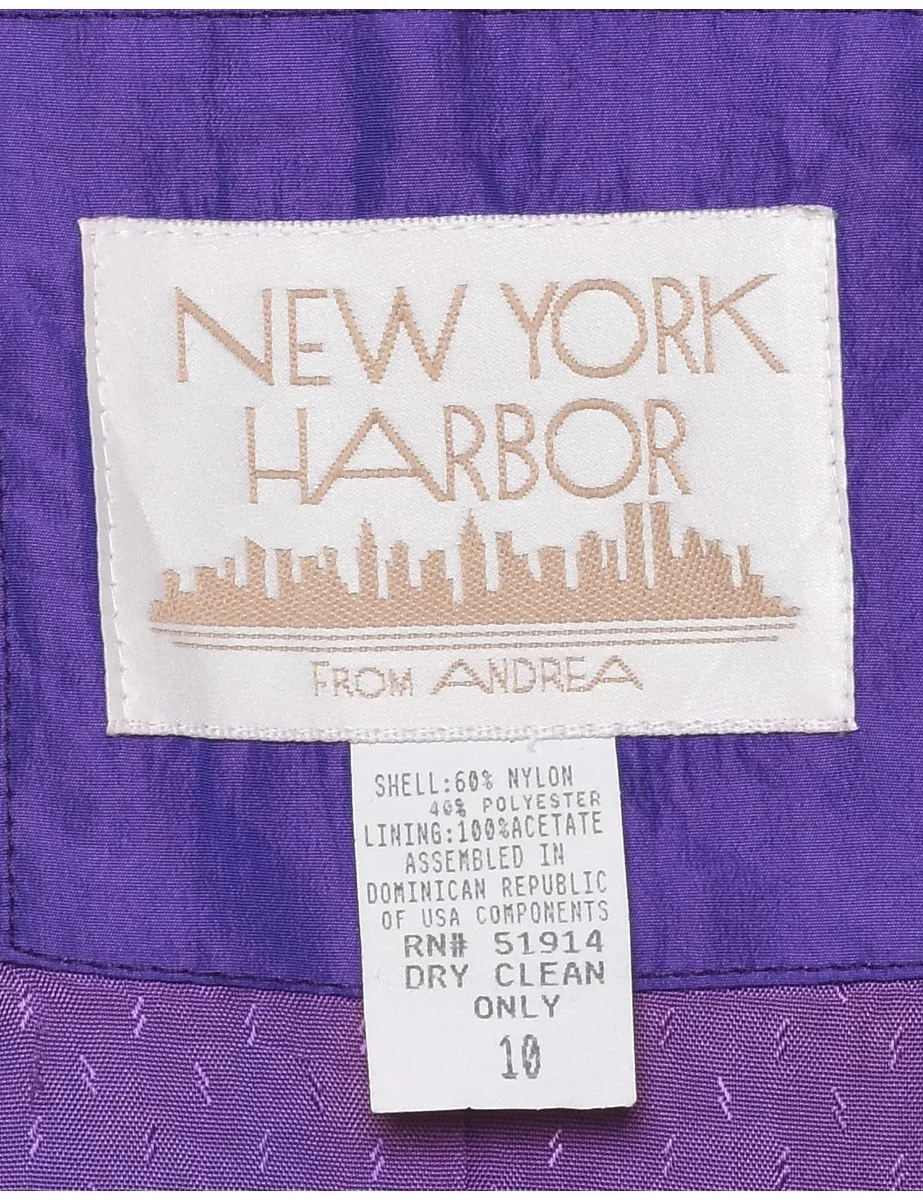 NEW YORK
HARBOR
FROM ANDREA
SHELL:60% NYLON
40% POLYESTER
LINING:100%ACETATE
ASSEMBLED IN
DOMINICAN REPUBLIC
OF USA COMPONENTS
RN# 51914
DRY CLEAN
ONLY
10